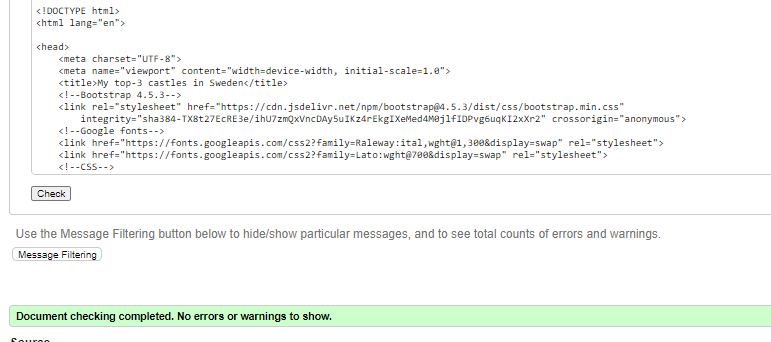 <!DOCTYPE html>
<html lang="en">
<head>
<meta charset="UTF-8">
<meta name="viewport" content="width=device-width, initial-scale=1.0">
<title>My top-3 castles in Sweden</title>
<!--Bootstrap 4.5.3-->
<link rel="stylesheet" href="https://cdn.jsdelivr.net/npm/bootstrap@4.5.3/dist/css/bootstrap.min.css"
integrity="sha384-TX8t27EcRE3e/ihU7zmQxVncDAy5uIKz4rEkgIXeMed4M0jlfIDPvg6uqKI2xXr2" crossorigin="anonymous">
<!--Google fonts-->
<link href="https://fonts.googleapis.com/css2?family=Raleway:ital,wght@1,300&display=swap" rel="stylesheet">
<link href="https://fonts.googleapis.com/css2?family=Lato:wght@700&display=swap" rel="stylesheet">
<!--CSS-->
Check
Use the Message Filtering button below to hide/show particular messages, and to see total counts of errors and warnings.
Message Filtering
Document checking completed. No errors or warnings to show.
Source